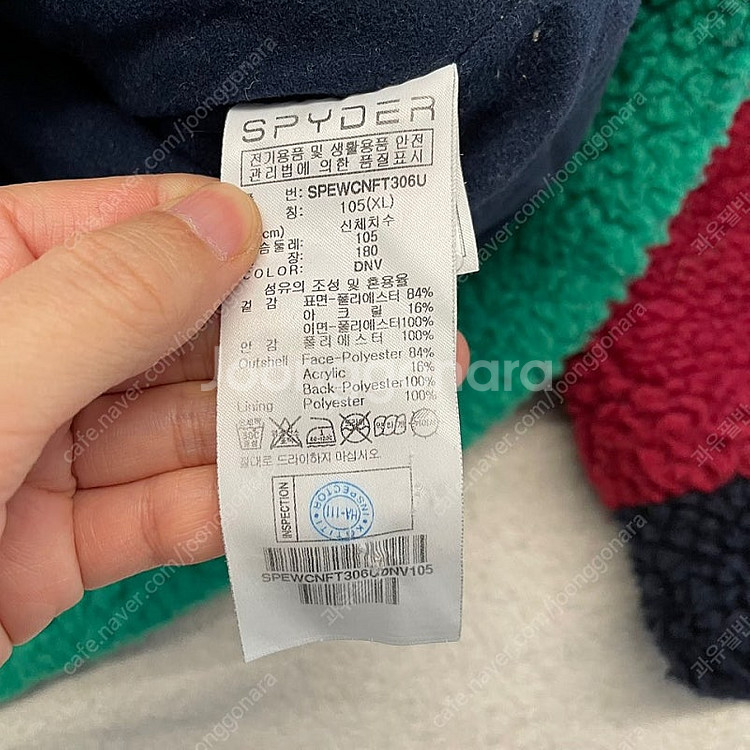 SPYDER
전기용품 및 생활용품 안전
관리법에 의한 품질표시
번: SPEWCNFT306U
칭: 105(XL)
cm) 신체치수
슴둘레: 105
장: 180
COLOR: DNV
섬유의 조성 및 혼용율
겉 감 표면-폴리에스터 84%
아 크 릴 16%
이면-폴리에스터100%
안 감 폴 리 에 스 터 100%
Outshell Face-Polyester 84%
Acrylic 16%
Back-Polyester100%
Lining Polyester 100%
절대로 드라이하지 마십시오.
INSPECTION
INSPECTOR
HA-111
KATITI
SPEWCNFT306UDNV105
Joonggonara
cafe.naver.com/joonggonara